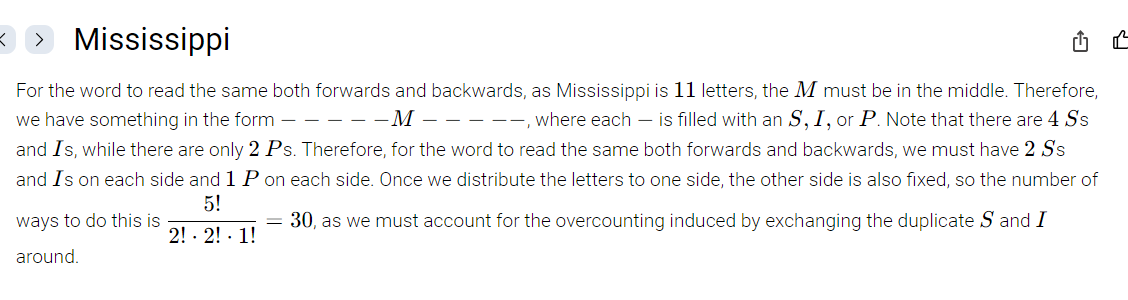 Mississippi
For the word to read the same both forwards and backwards, as Mississippi is 11 letters, the M must be in the middle. Therefore,
we have something in the form − − − − −M − − − −−, where each − is filled with an S, I, or P. Note that there are 4 Ss
and Is, while there are only 2 Ps. Therefore, for the word to read the same both forwards and backwards, we must have 2 Ss
and Is on each side and 1 P on each side. Once we distribute the letters to one side, the other side is also fixed, so the number of
ways to do this is 5! / (2! · 2! · 1!) = 30, as we must account for the overcounting induced by exchanging the duplicate S and I
around.